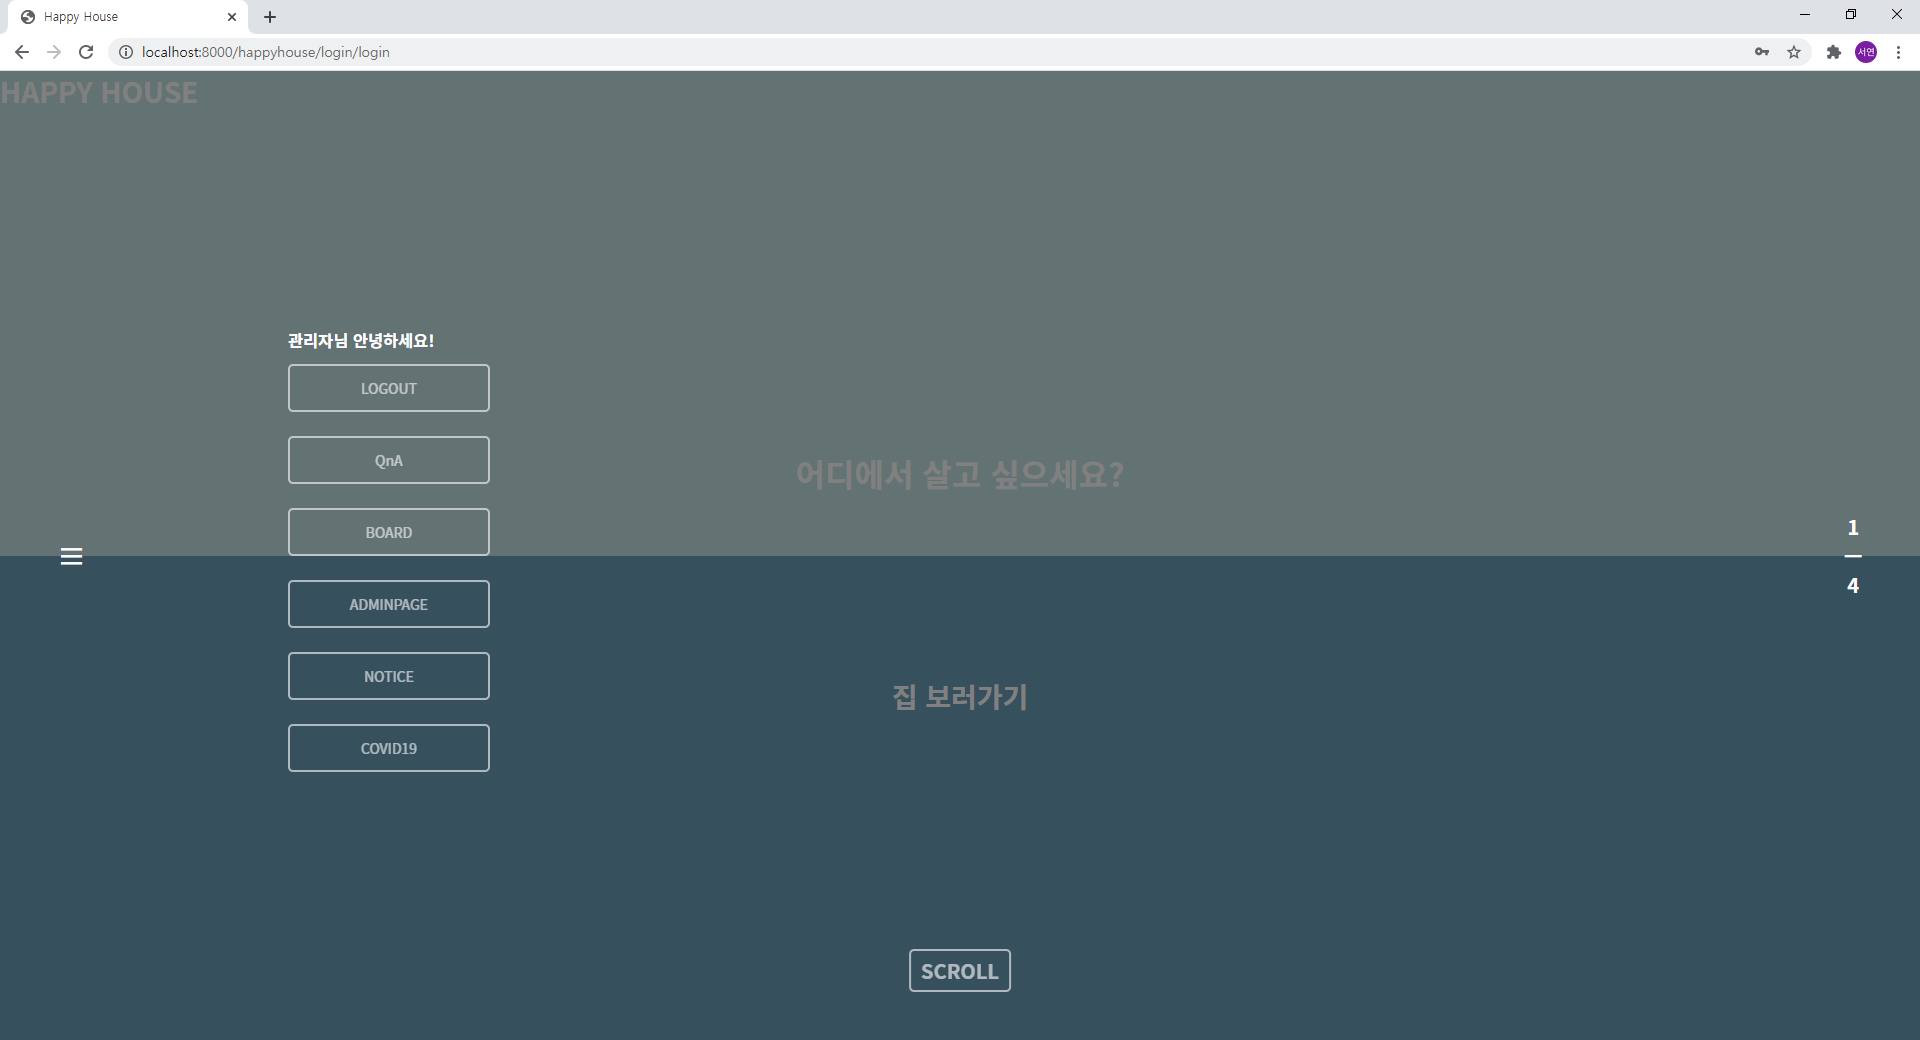 Happy House
localhost:8000/happyhouse/login/login
서연
HAPPY HOUSE
관리자님 안녕하세요!
LOGOUT
QnA
BOARD
ADMINPAGE
NOTICE
COVID19
어디에서 살고 싶으세요?
집 보러가기
1
4
SCROLL